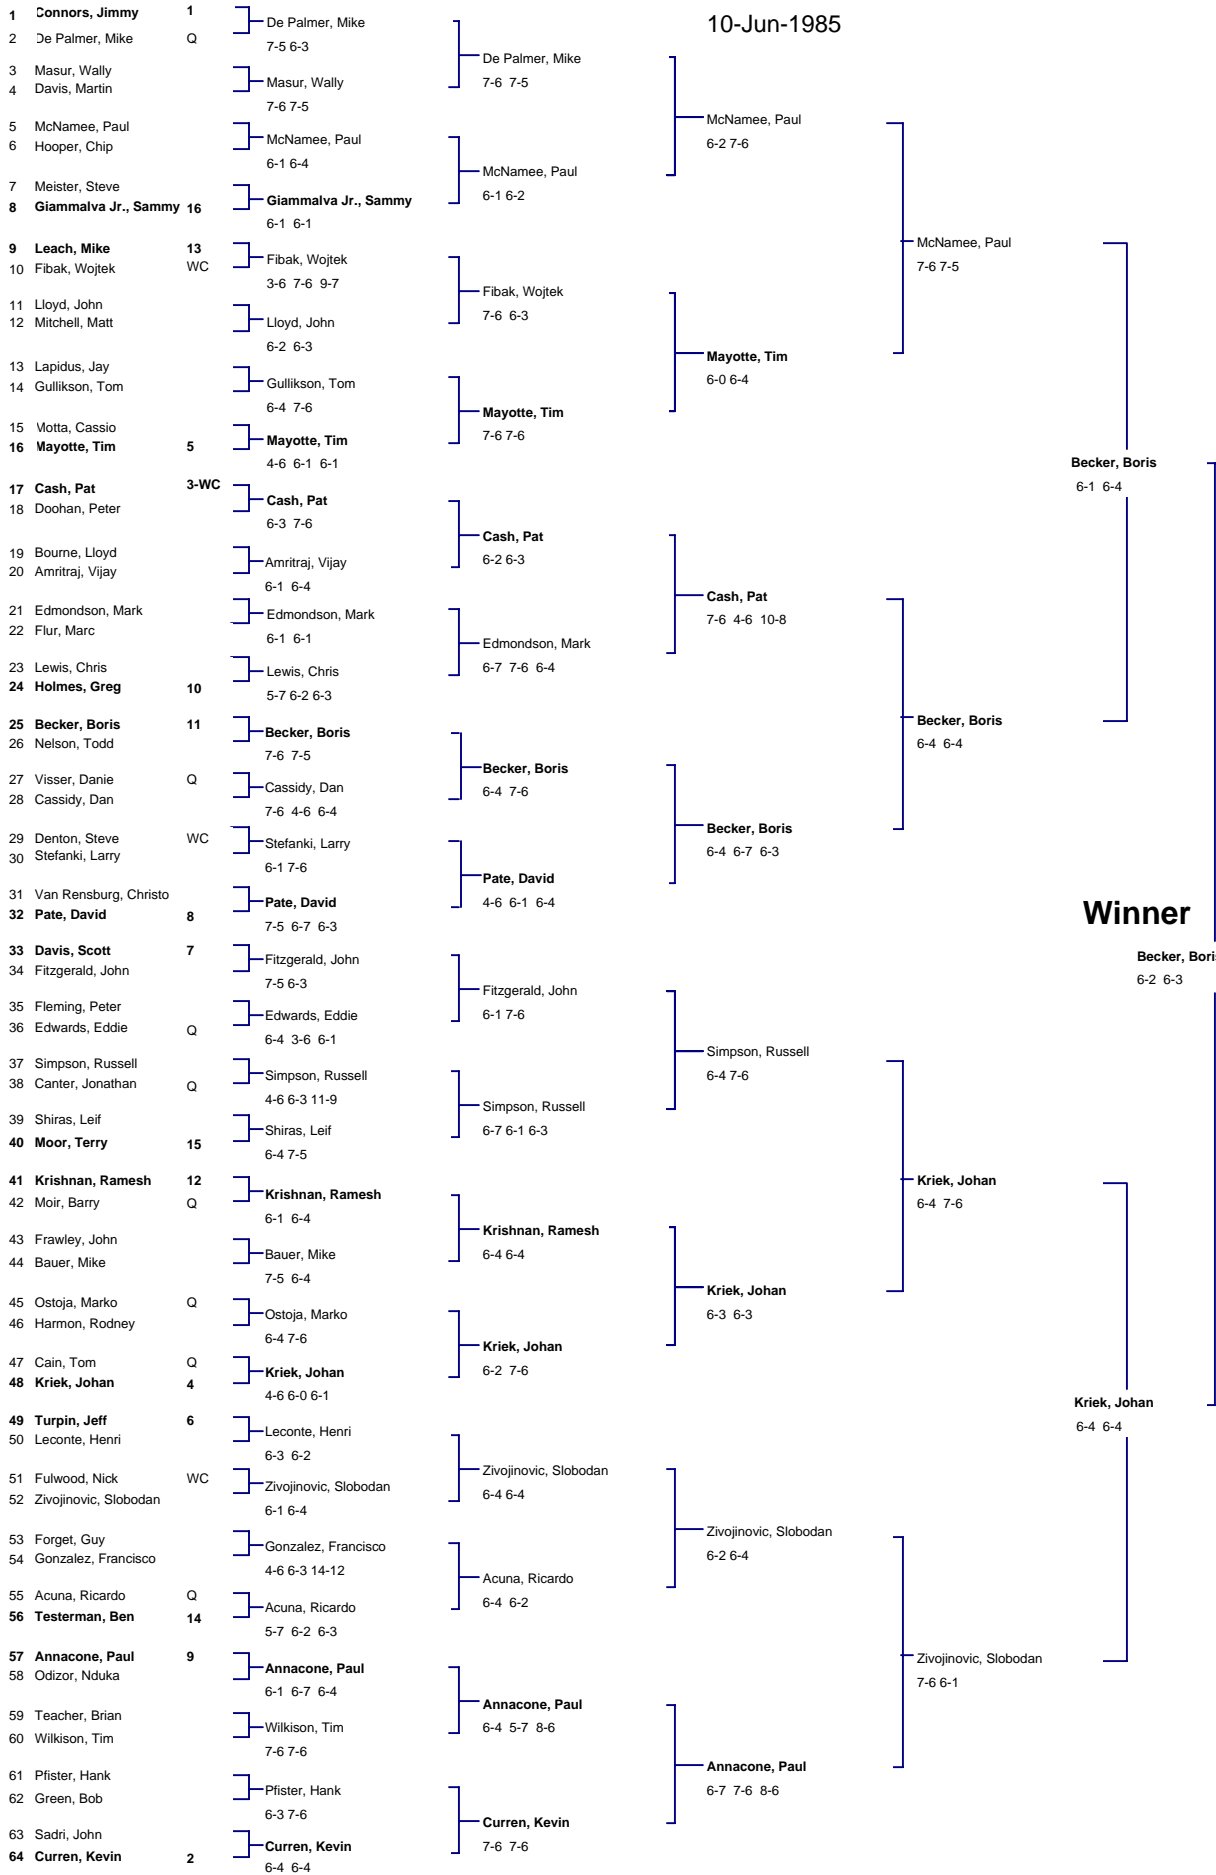 10-Jun-1985
1 Connors, Jimmy 1
2 De Palmer, Mike Q
3 Masur, Wally
4 Davis, Martin
5 McNamee, Paul
6 Hooper, Chip
7 Meister, Steve
8 Giammalva Jr., Sammy 16
9 Leach, Mike 13
10 Fibak, Wojtek WC
11 Lloyd, John
12 Mitchell, Matt
13 Lapidus, Jay
14 Gullikson, Tom
15 Motta, Cassio
16 Mayotte, Tim 5
17 Cash, Pat 3-WC
18 Doohan, Peter
19 Bourne, Lloyd
20 Amritraj, Vijay
21 Edmondson, Mark
22 Flur, Marc
23 Lewis, Chris
24 Holmes, Greg 10
25 Becker, Boris 11
26 Nelson, Todd
27 Visser, Danie Q
28 Cassidy, Dan
29 Denton, Steve WC
30 Stefanki, Larry
31 Van Rensburg, Christo
32 Pate, David 8
33 Davis, Scott 7
34 Fitzgerald, John
35 Fleming, Peter
36 Edwards, Eddie Q
37 Simpson, Russell
38 Canter, Jonathan Q
39 Shiras, Leif
40 Moor, Terry 15
41 Krishnan, Ramesh 12
42 Moir, Barry Q
43 Frawley, John
44 Bauer, Mike
45 Ostoja, Marko Q
46 Harmon, Rodney
47 Cain, Tom Q
48 Kriek, Johan 4
49 Turpin, Jeff 6
50 Leconte, Henri
51 Fulwood, Nick WC
52 Zivojinovic, Slobodan
53 Forget, Guy
54 Gonzalez, Francisco
55 Acuna, Ricardo Q
56 Testerman, Ben 14
57 Annacone, Paul 9
58 Odizor, Nduka
59 Teacher, Brian
60 Wilkison, Tim
61 Pfister, Hank
62 Green, Bob
63 Sadri, John
64 Curren, Kevin 2
De Palmer, Mike
7-5 6-3
Masur, Wally
7-6 7-5
McNamee, Paul
6-1 6-4
Giammalva Jr., Sammy
6-1 6-1
Fibak, Wojtek
3-6 7-6 9-7
Lloyd, John
6-2 6-3
Gullikson, Tom
6-4 7-6
Mayotte, Tim
4-6 6-1 6-1
Cash, Pat
6-3 7-6
Amritraj, Vijay
6-1 6-4
Edmondson, Mark
6-1 6-1
Lewis, Chris
5-7 6-2 6-3
Becker, Boris
7-6 7-5
Cassidy, Dan
7-6 4-6 6-4
Stefanki, Larry
6-1 7-6
Pate, David
7-5 6-7 6-3
Fitzgerald, John
7-5 6-3
Edwards, Eddie
6-4 3-6 6-1
Simpson, Russell
4-6 6-3 11-9
Shiras, Leif
6-4 7-5
Krishnan, Ramesh
6-1 6-4
Bauer, Mike
7-5 6-4
Ostoja, Marko
6-4 7-6
Kriek, Johan
4-6 6-0 6-1
Leconte, Henri
6-3 6-2
Zivojinovic, Slobodan
6-1 6-4
Gonzalez, Francisco
4-6 6-3 14-12
Acuna, Ricardo
5-7 6-2 6-3
Annacone, Paul
6-1 6-7 6-4
Wilkison, Tim
7-6 7-6
Pfister, Hank
6-3 7-6
Curren, Kevin
6-4 6-4
De Palmer, Mike
7-6 7-5
McNamee, Paul
6-1 6-2
Fibak, Wojtek
7-6 6-3
Mayotte, Tim
7-6 7-6
Cash, Pat
6-2 6-3
Edmondson, Mark
6-7 7-6 6-4
Becker, Boris
6-4 7-6
Pate, David
4-6 6-1 6-4
Fitzgerald, John
6-1 7-6
Simpson, Russell
6-7 6-1 6-3
Krishnan, Ramesh
6-4 6-4
Kriek, Johan
6-2 7-6
Zivojinovic, Slobodan
6-4 6-4
Acuna, Ricardo
6-4 6-2
Annacone, Paul
6-4 5-7 8-6
Curren, Kevin
7-6 7-6
McNamee, Paul
6-2 7-6
Mayotte, Tim
6-0 6-4
Cash, Pat
7-6 4-6 10-8
Becker, Boris
6-4 6-7 6-3
Simpson, Russell
6-4 7-6
Kriek, Johan
6-3 6-3
Zivojinovic, Slobodan
6-2 6-4
Annacone, Paul
6-7 7-6 8-6
McNamee, Paul
7-6 7-5
Becker, Boris
6-4 6-4
Kriek, Johan
6-4 7-6
Zivojinovic, Slobodan
7-6 6-1
Becker, Boris
6-1 6-4
Kriek, Johan
6-4 6-4
Winner
Becker, Boris
6-2 6-3